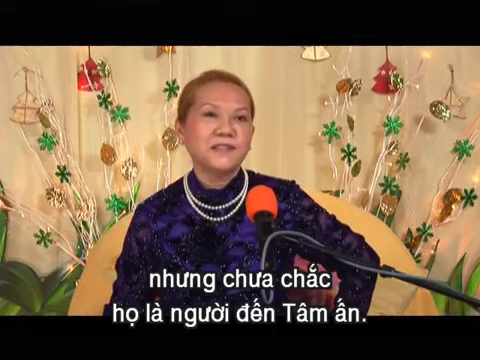 nhưng chưa chắc
họ là người đến Tâm ấn.